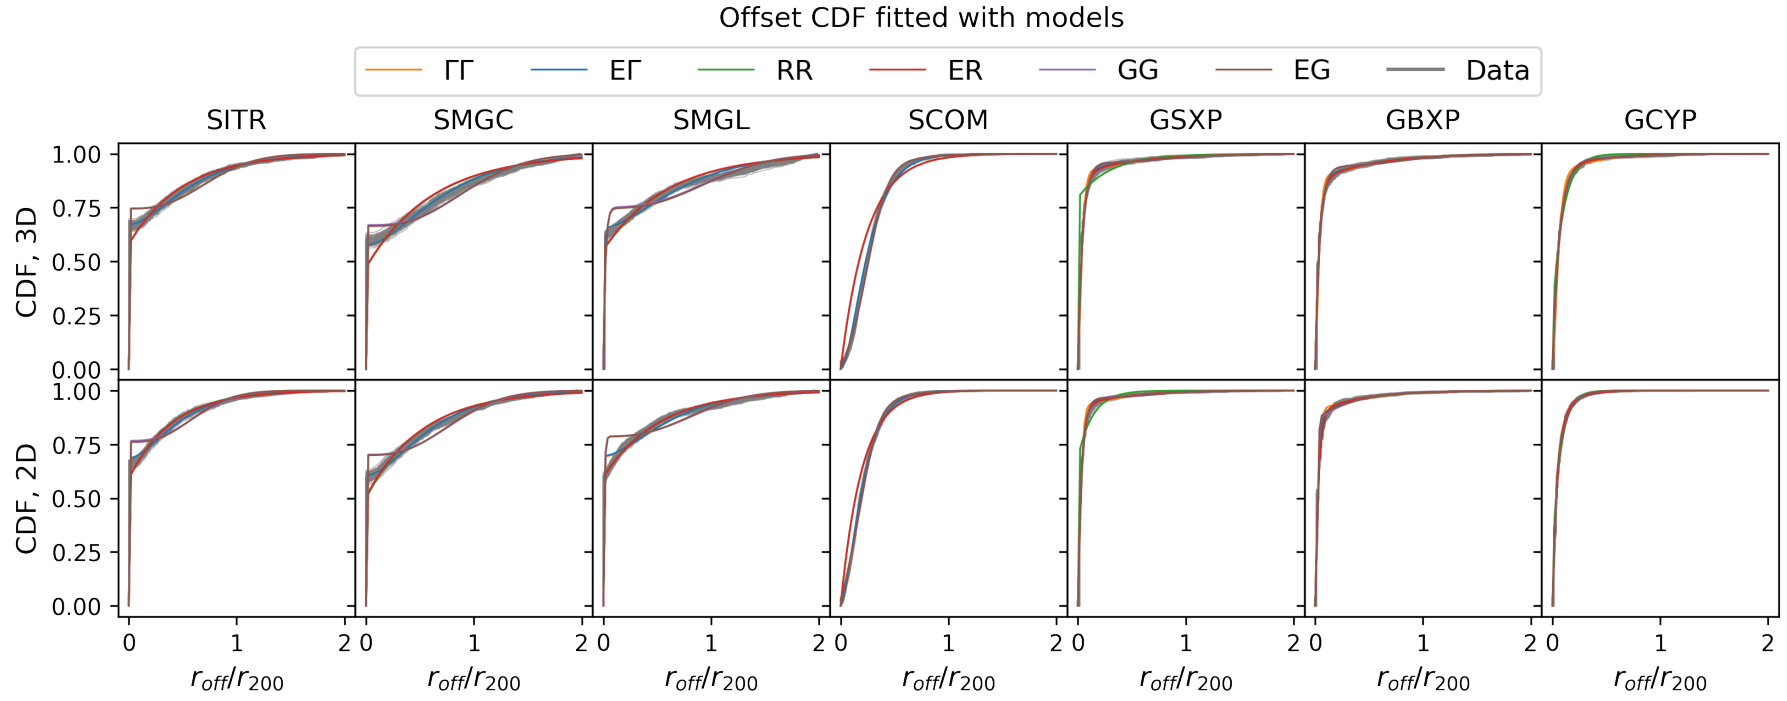 Offset CDF fitted with models
ΓΓ EΓ RR ER GG EG Data
SITR SMGC SMGL SCOM GSXP GBXP GCYP
CDF, 3D
1.00
0.75
0.50
0.25
0.00
CDF, 2D
1.00
0.75
0.50
0.25
0.00
0 1 2 0 1 2 0 1 2 0 1 2 0 1 2 0 1 2 0 1 2
r_off/r_200 r_off/r_200 r_off/r_200 r_off/r_200 r_off/r_200 r_off/r_200 r_off/r_200